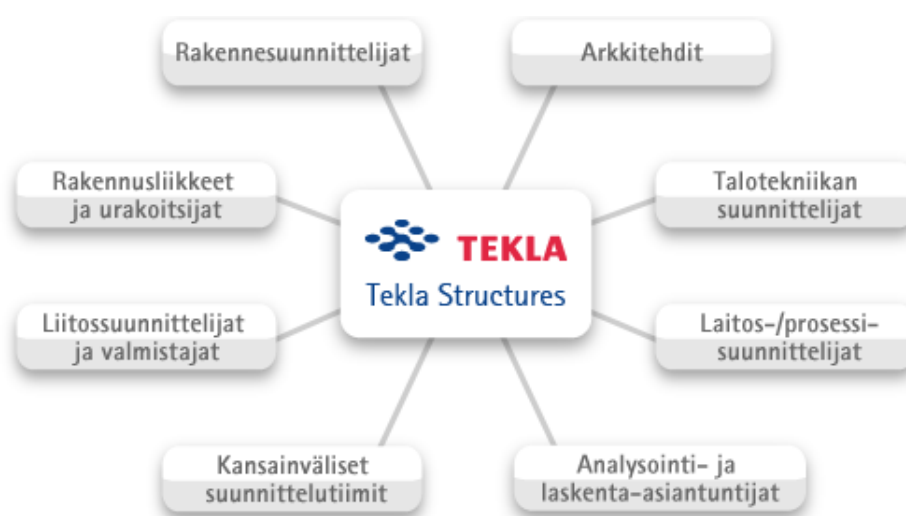 Rakennesuunnittelijat
Arkkitehdit
Rakennusliikkeet
ja urakoitsijat
Talotekniikan
suunnittelijat
TEKLA
Tekla Structures
Liitossuunnittelijat
ja valmistajat
Laitos-/prosessi-
suunnittelijat
Kansainväliset
suunnittelutiimit
Analysointi- ja
laskenta-asiantuntijat